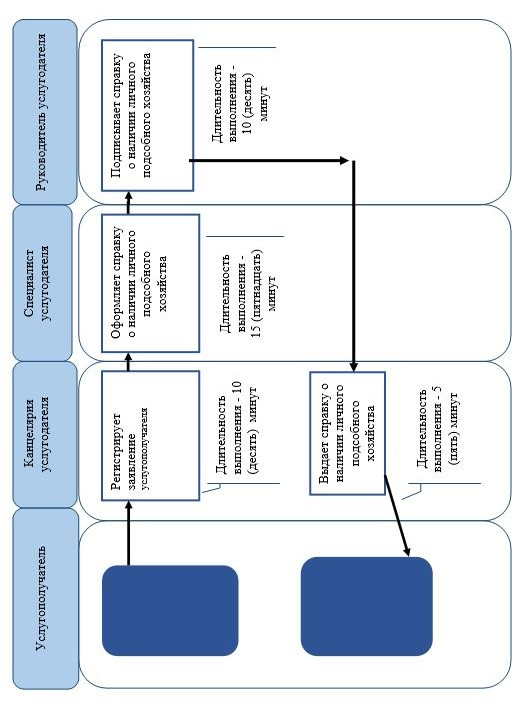 Услугополучатель
Канцелярия
услугодателя
Специалист
услугодателя
Руководитель услугодателя
Регистрирует
заявление
услугополучателя
Длительность
выполнения - 10
(десять) минут
Оформляет справку
о наличии личного
подсобного
хозяйства
Длительность
выполнения -
15 (пятнадцать)
минут
Подписывает справку
о наличии личного
подсобного хозяйства
Длительность
выполнения -
10 (десять)
минут
Выдает справку о
наличии личного
подсобного
хозяйства
Длительность
выполнения - 5
(пять) минут